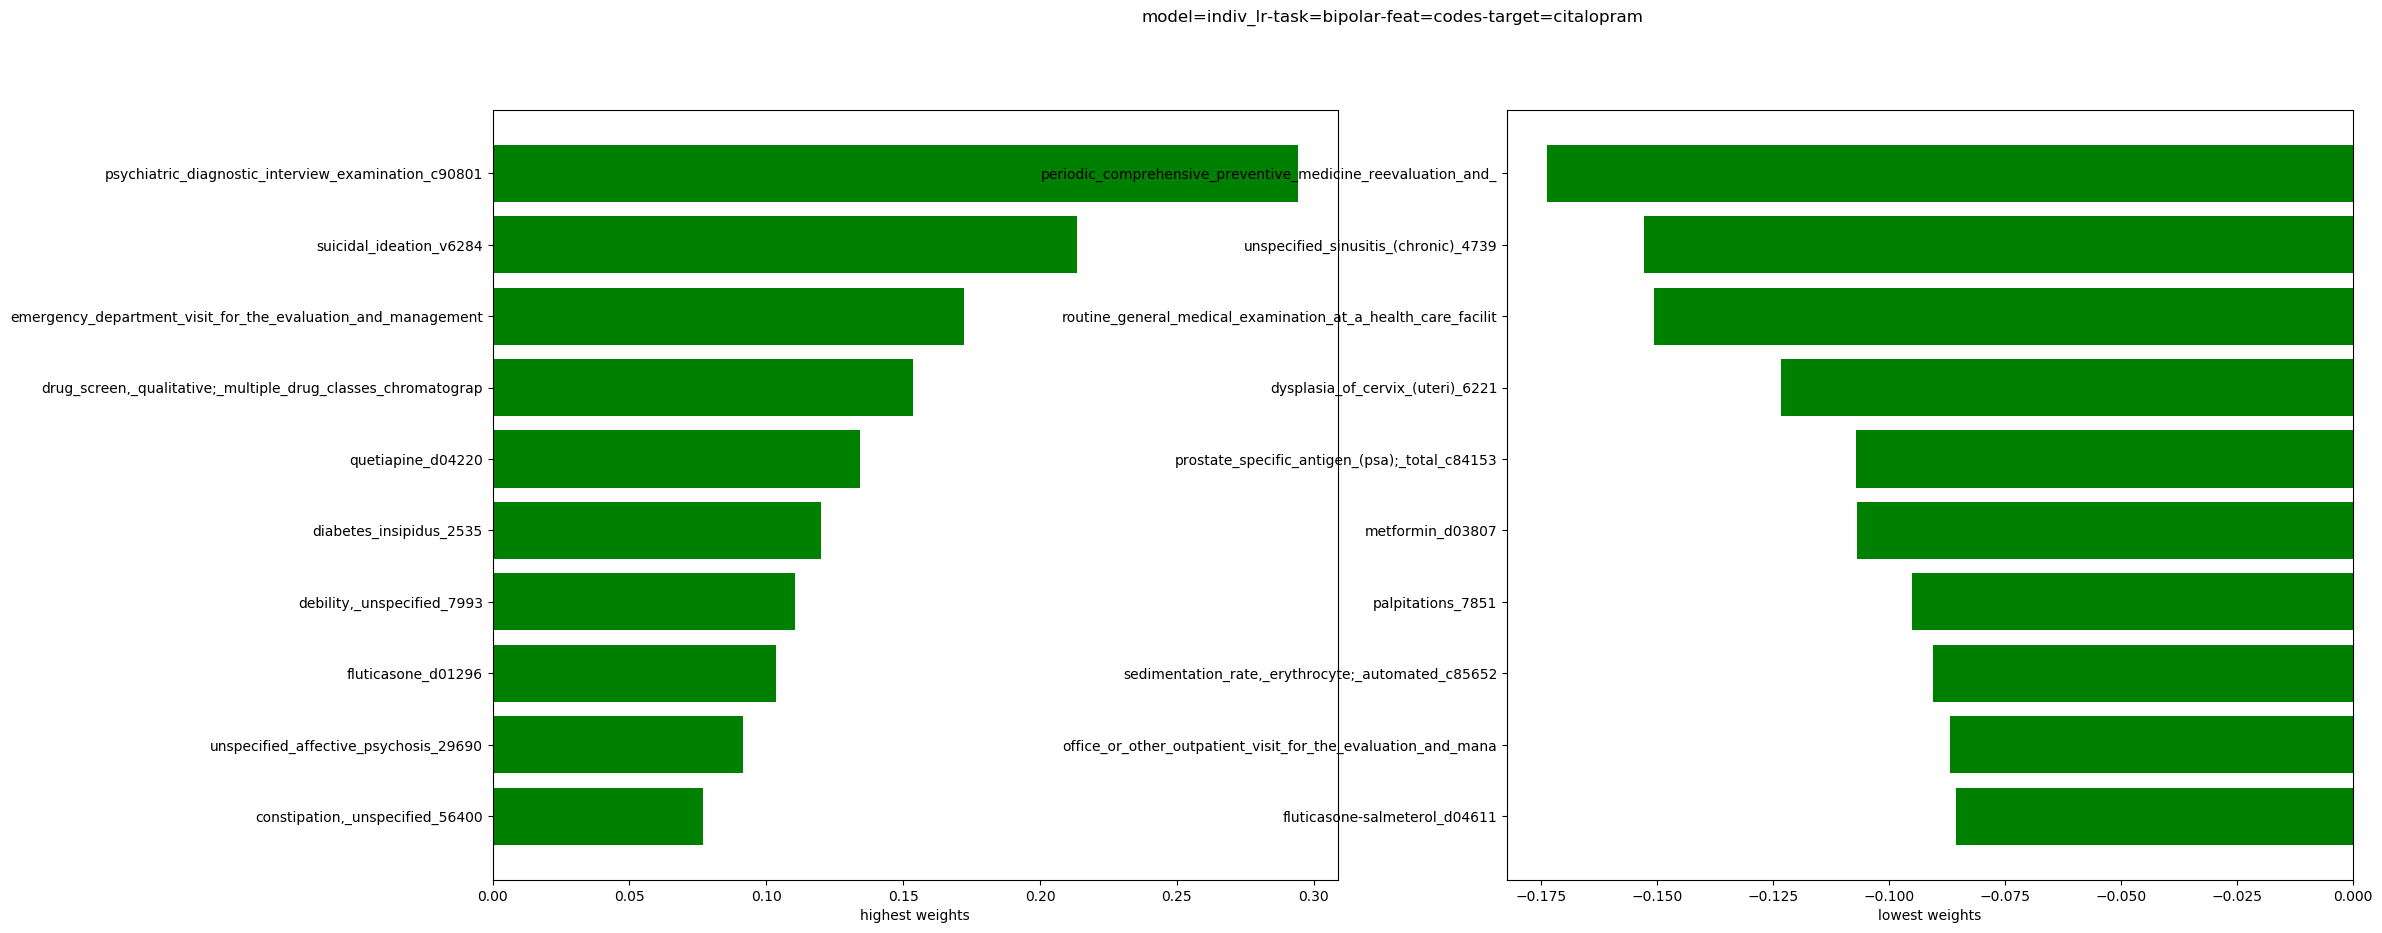 model=indiv_lr-task=bipolar-feat=codes-target=citalopram
psychiatric_diagnostic_interview_examination_c90801
suicidal_ideation_v6284
emergency_department_visit_for_the_evaluation_and_management
drug_screen,_qualitative;_multiple_drug_classes_chromatograp
quetiapine_d04220
diabetes_insipidus_2535
debility,_unspecified_7993
fluticasone_d01296
unspecified_affective_psychosis_29690
constipation,_unspecified_56400
0.00 0.05 0.10 0.15 0.20 0.25 0.30
highest weights
periodic_comprehensive_preventive_medicine_reevaluation_and_
unspecified_sinusitis_(chronic)_4739
routine_general_medical_examination_at_a_health_care_facilit
dysplasia_of_cervix_(uteri)_6221
prostate_specific_antigen_(psa);_total_c84153
metformin_d03807
palpitations_7851
sedimentation_rate,_erythrocyte;_automated_c85652
office_or_other_outpatient_visit_for_the_evaluation_and_mana
fluticasone-salmeterol_d04611
−0.175 −0.150 −0.125 −0.100 −0.075 −0.050 −0.025 0.000
lowest weights